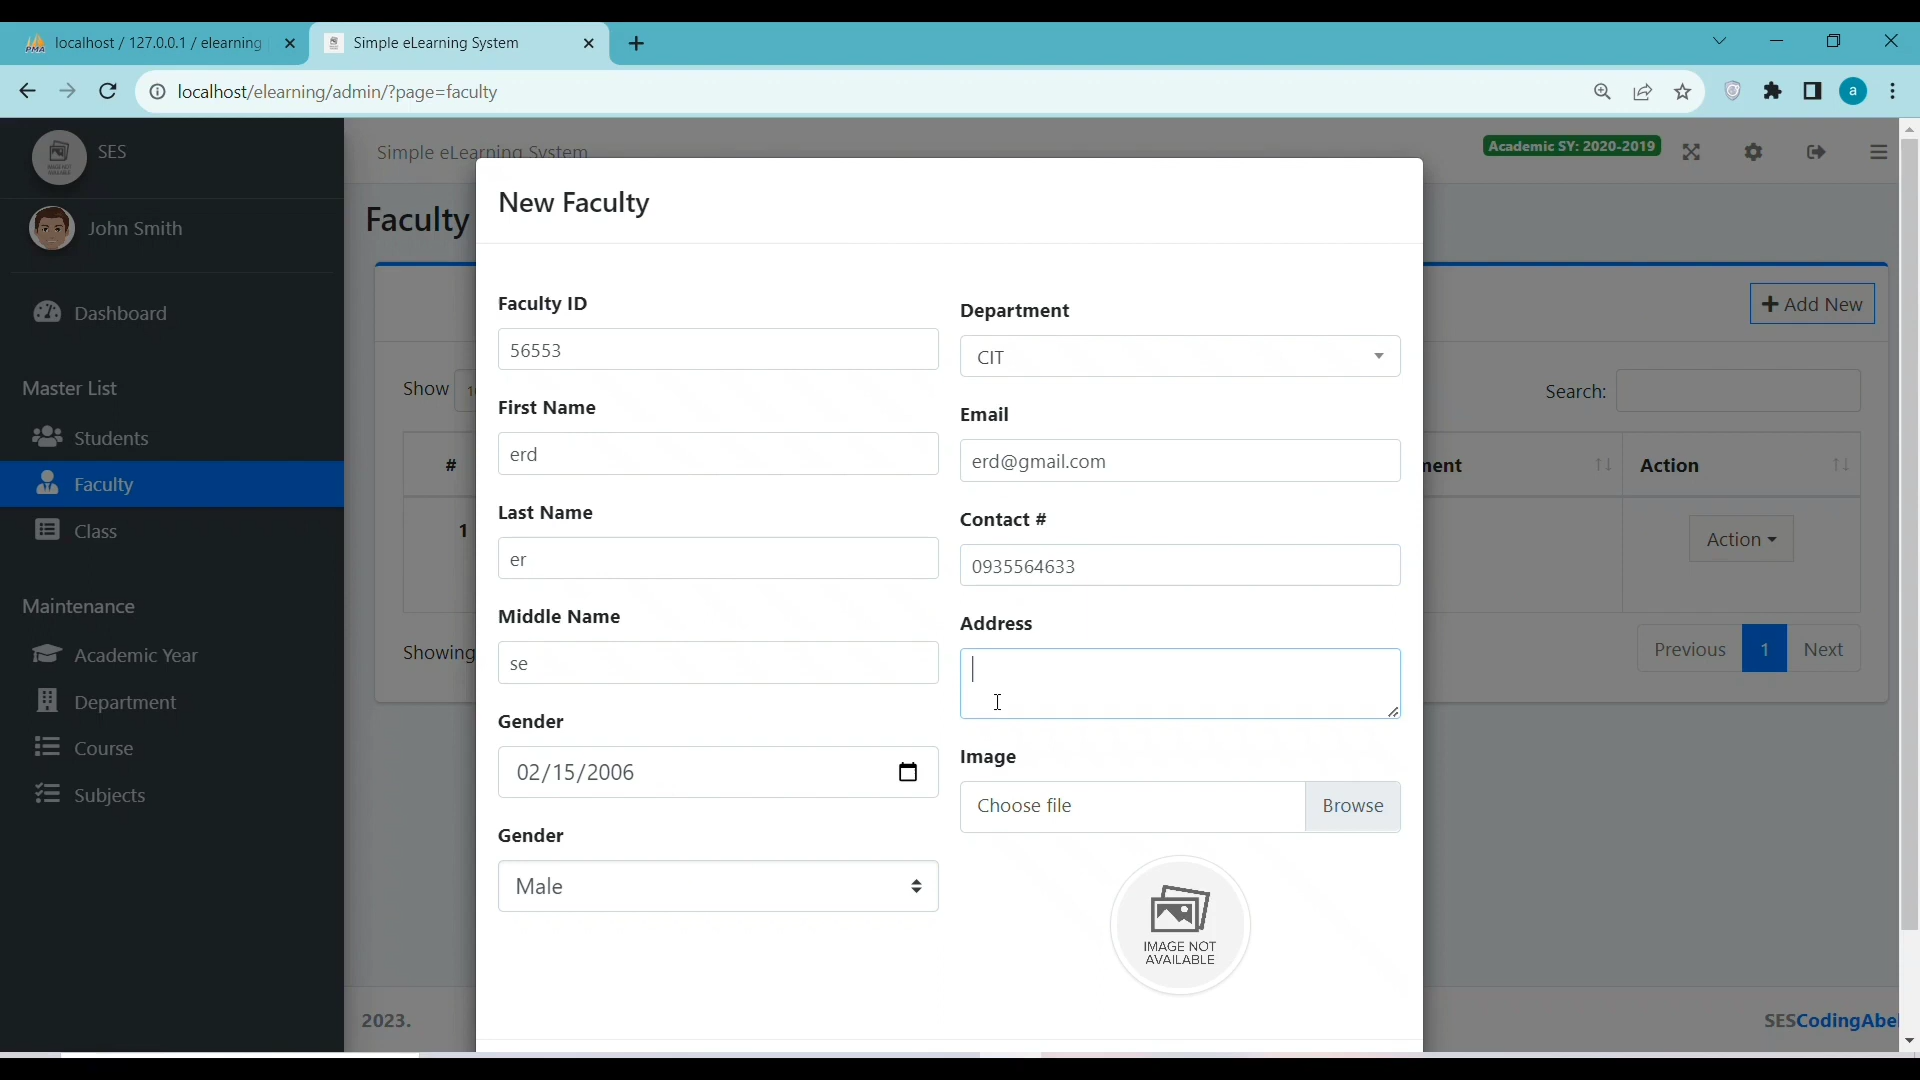 localhost / 127.0.0.1 / elearning
Simple eLearning System
localhost/elearning/admin/?page=faculty
a
IMAGE NOT
AVAILABLE
SES
Simple eLearning System
Academic SY: 2020-2019
John Smith
Faculty
Dashboard
Master List
Students
Faculty
Class
Maintenance
Academic Year
Department
Course
Subjects
New Faculty
Faculty ID
56553
First Name
erd
Last Name
er
Middle Name
se
Gender
02/15/2006
Gender
Male
Department
CIT
Email
erd@gmail.com
Contact #
0935564633
Address
Image
Choose file
Browse
IMAGE NOT
AVAILABLE
Add New
Show
Search:
#
Action
1
Action
Showing
Previous
1
Next
2023.
SESCodingAbel